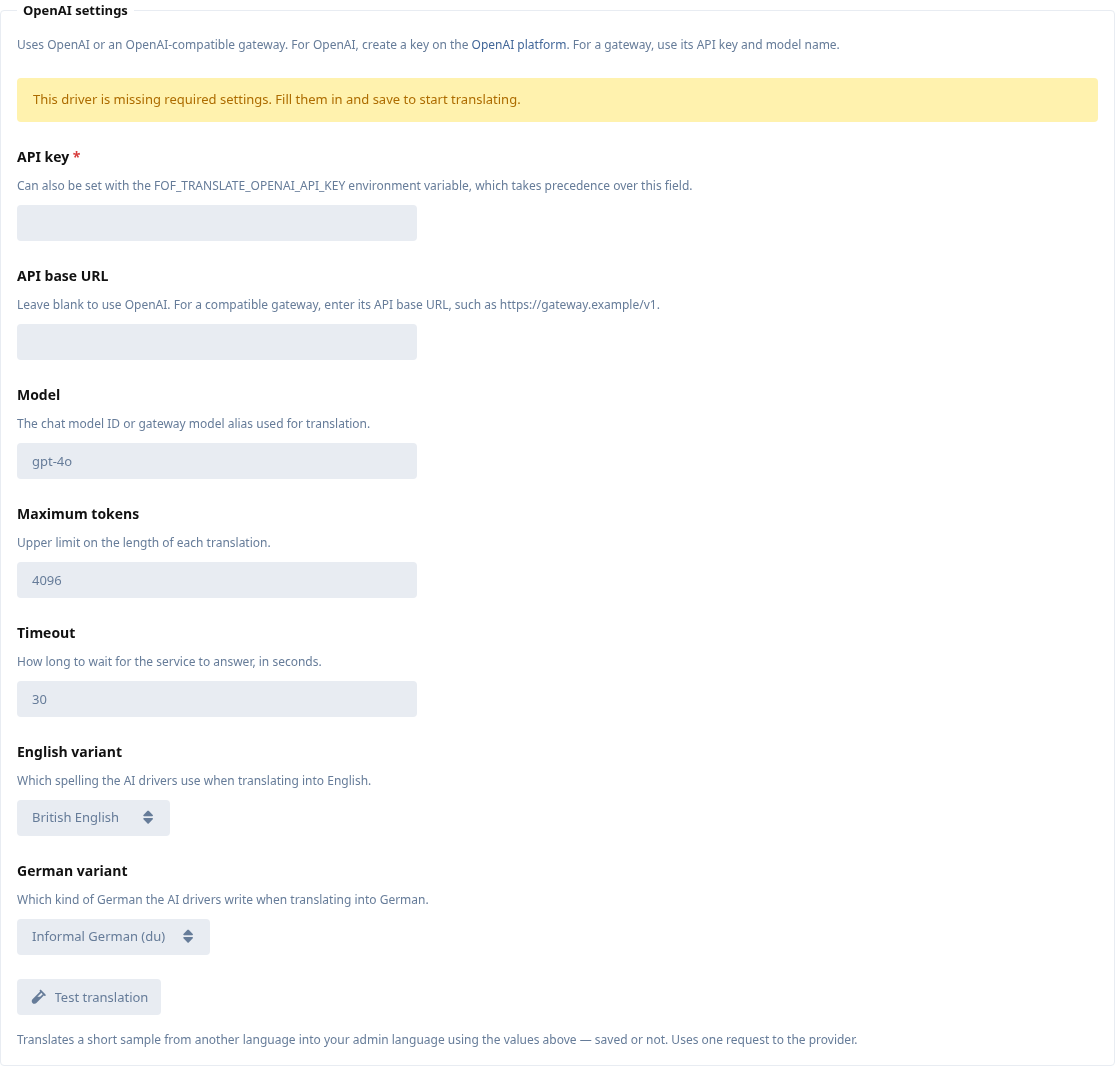 OpenAI settings
Uses OpenAI or an OpenAI-compatible gateway. For OpenAI, create a key on the OpenAI platform. For a gateway, use its API key and model name.
This driver is missing required settings. Fill them in and save to start translating.
API key *
Can also be set with the FOF_TRANSLATE_OPENAI_API_KEY environment variable, which takes precedence over this field.
API base URL
Leave blank to use OpenAI. For a compatible gateway, enter its API base URL, such as https://gateway.example/v1.
Model
The chat model ID or gateway model alias used for translation.
gpt-4o
Maximum tokens
Upper limit on the length of each translation.
4096
Timeout
How long to wait for the service to answer, in seconds.
30
English variant
Which spelling the AI drivers use when translating into English.
British English
German variant
Which kind of German the AI drivers write when translating into German.
Informal German (du)
Test translation
Translates a short sample from another language into your admin language using the values above — saved or not. Uses one request to the provider.